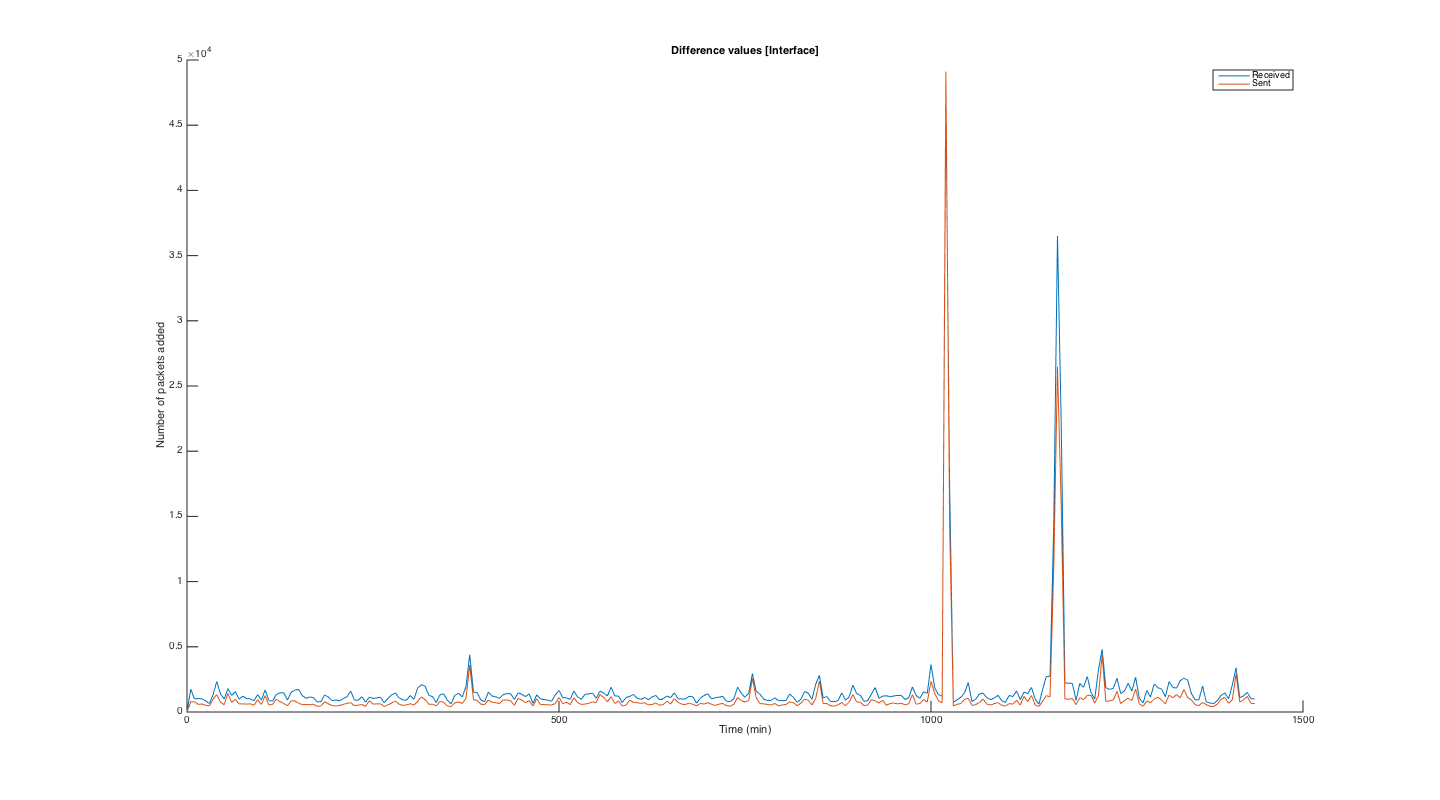 Difference values [Interface]
×10⁴
Received
Sent
5
4.5
4
3.5
3
2.5
2
1.5
1
0.5
0
Number of packets added
0 500 1000 1500
Time (min)